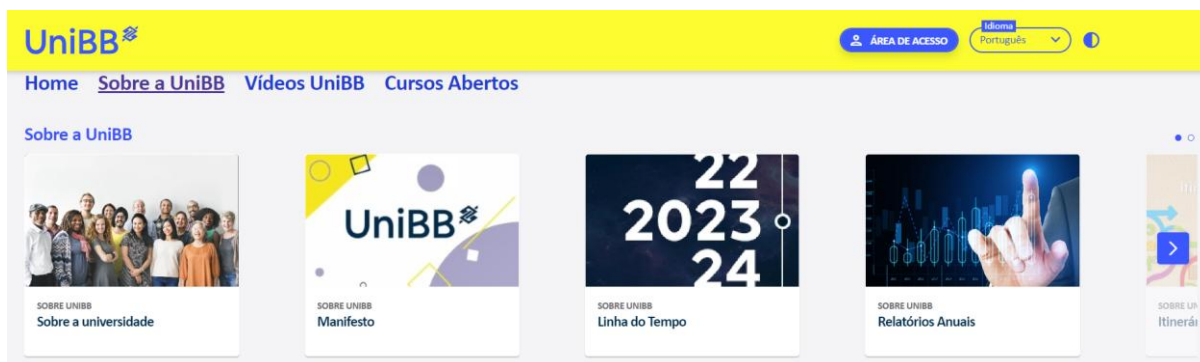 UniBB
ÁREA DE ACESSO
Idioma
Português
Home Sobre a UniBB Vídeos UniBB Cursos Abertos
Sobre a UniBB
UniBB
22
2023
24
SOBRE UNIBB
Sobre a universidade
SOBRE UNIBB
Manifesto
SOBRE UNIBB
Linha do Tempo
SOBRE UNIBB
Relatórios Anuais
SOBRE